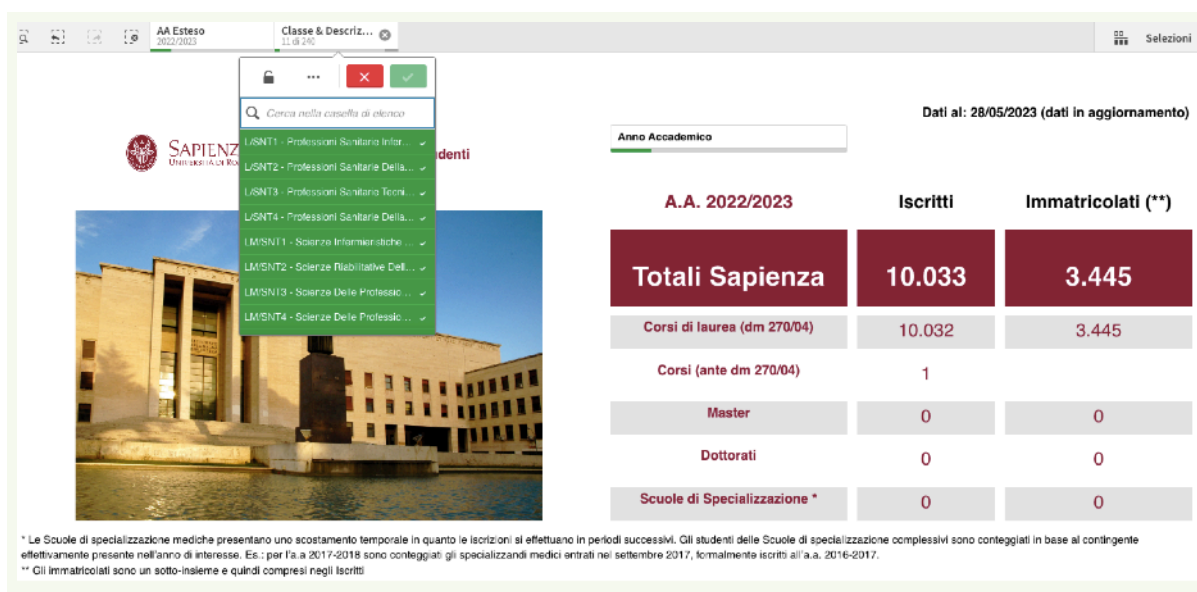 AA Esteso
2022/2023
Classe & Descriz...
11 di 240
Selezioni
Cerca nella casella di elenco
L/SNT1 - Professioni Sanitarie Infer...
L/SNT2 - Professioni Sanitarie Della...
L/SNT3 - Professioni Sanitarie Tecni...
L/SNT4 - Professioni Sanitarie Della...
LM/SNT1 - Scienze Infermieristiche ...
LM/SNT2 - Scienze Riabilitative Dell...
LM/SNT3 - Scienze Delle Professio...
LM/SNT4 - Scienze Delle Professio...
SAPIENZ
UNIVERSITÀ DI RO
denti
Dati al: 28/05/2023 (dati in aggiornamento)
Anno Accademico
A.A. 2022/2023 Iscritti Immatricolati (**)
Totali Sapienza 10.033 3.445
Corsi di laurea (dm 270/04) 10.032 3.445
Corsi (ante dm 270/04) 1
Master 0 0
Dottorati 0 0
Scuole di Specializzazione * 0 0
* Le Scuole di specializzazione mediche presentano uno scostamento temporale in quanto le iscrizioni si effettuano in periodi successivi. Gli studenti delle Scuole di specializzazione complessivi sono conteggiati in base al contingente
effettivamente presente nell'anno di interesse. Es.: per l'a.a 2017-2018 sono conteggiati gli specializzandi medici entrati nel settembre 2017, formalmente iscritti all'a.a. 2016-2017.
** Gli immatricolati sono un sotto-insieme e quindi compresi negli Iscritti